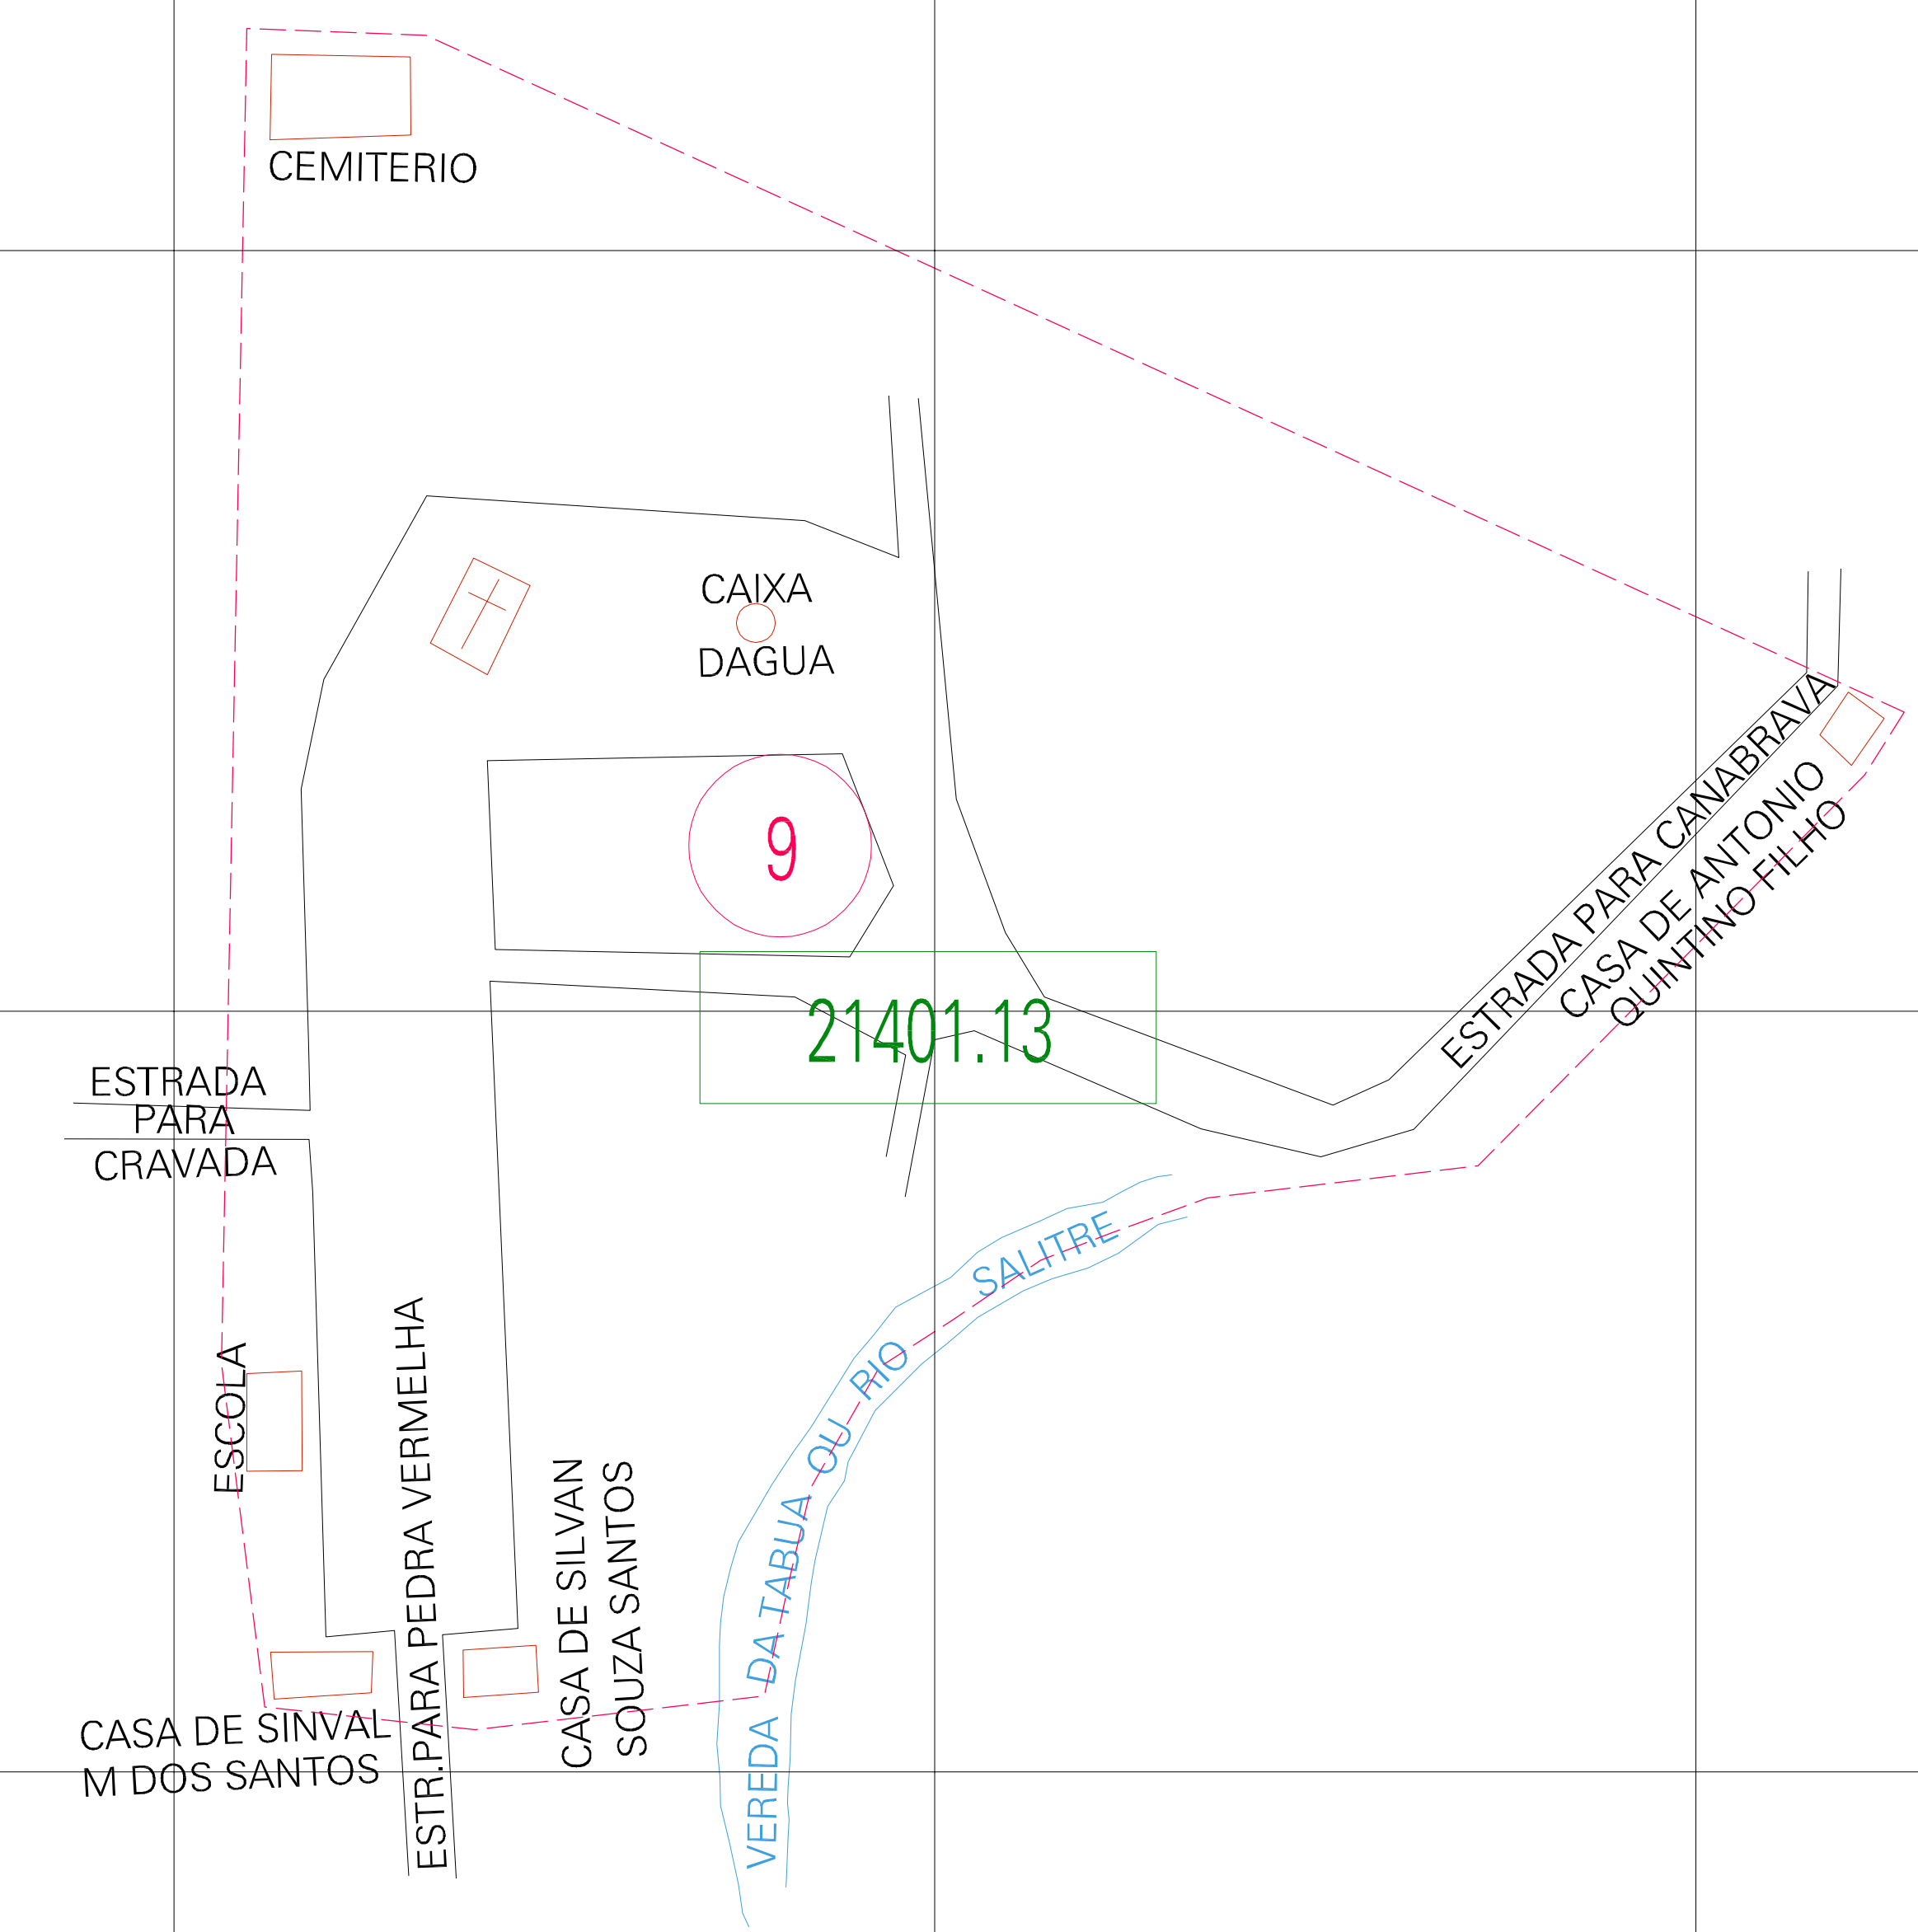 CEMITERIO
CAIXA
DAGUA
9
21401.13
ESTRADA PARA CANABRAVA
CASA DE ANTONIO
QUINTINO FILHO
ESTRADA
PARA
CRAVADA
ESCOLA
ESTR.PARA PEDRA VERMELHA
CASA DE SILVAN
SOUZA SANTOS
VEREDA DA TABUA OU RIO SALITRE
CASA DE SINVAL
M DOS SANTOS